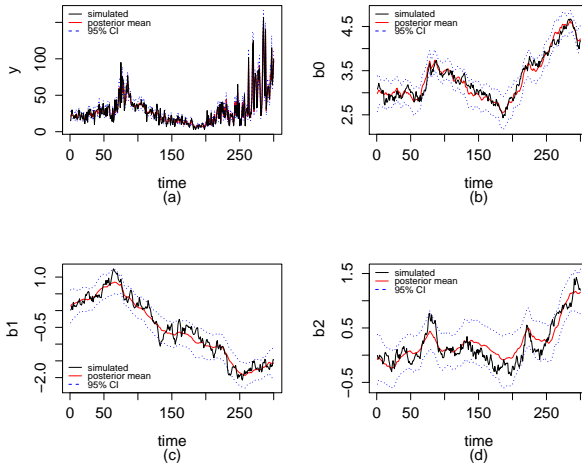 simulated
posterior mean
95% CI
y
0 50 100
0 50 150 250
time
(a)
simulated
posterior mean
95% CI
b0
2.5 3.5 4.5
0 50 150 250
time
(b)
simulated
posterior mean
95% CI
b1
−2.0 −0.5 1.0
0 50 150 250
time
(c)
simulated
posterior mean
95% CI
b2
−0.5 0.5 1.5
0 50 150 250
time
(d)